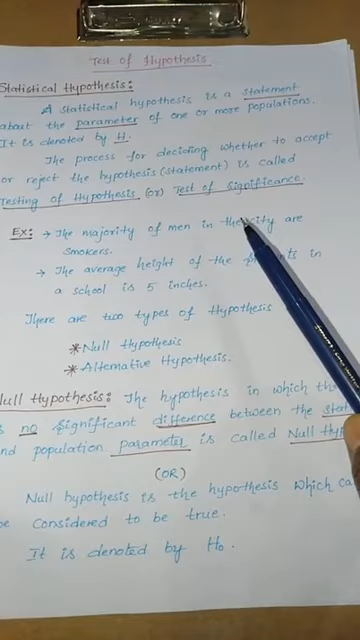 Test of Hypothesis
Statistical Hypothesis:
A statistical hypothesis is a statement
about the parameter of one or more populations.
It is denoted by H.
The process for deciding whether to accept
or reject the hypothesis (statement) is called
Testing of Hypothesis (or) Test of significance.
Ex: → The majority of men in the city are
smokers.
→ The average height of the in
a school is 5 inches.
There are two types of Hypothesis
* Null Hypothesis
* Alternative Hypothesis.
Null Hypothesis: The hypothesis in which th
is no significant difference between the stat
and population parameter is called Null Hyp
(OR)
Null hypothesis is the hypothesis which ca
be considered to be true.
It is denoted by H₀.